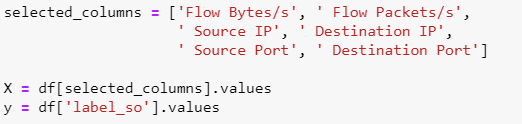 selected_columns = ['Flow Bytes/s', ' Flow Packets/s',
' Source IP', ' Destination IP',
' Source Port', ' Destination Port']
X = df[selected_columns].values
y = df['label_so'].values